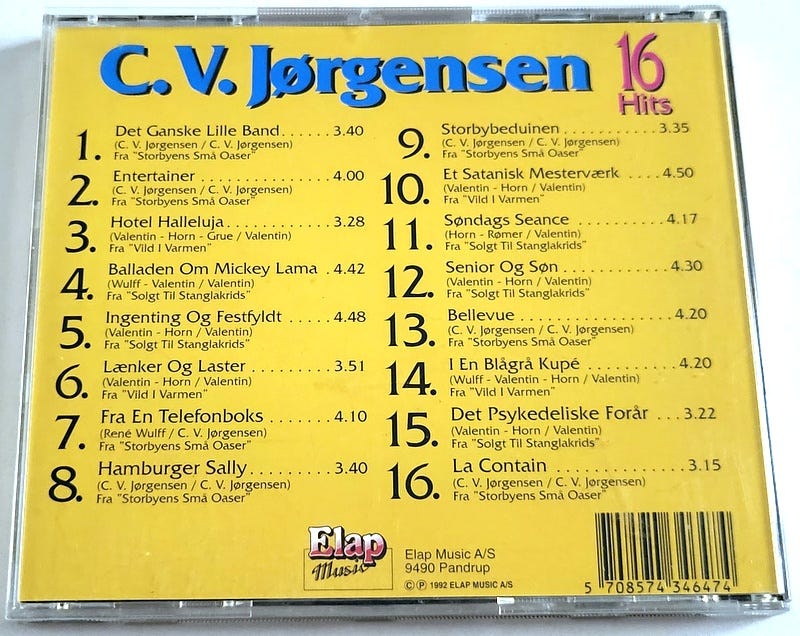 C. V. Jørgensen 16 Hits
1. Det Ganske Lille Band . . . . . . 3.40
(C. V. Jørgensen / C. V. Jørgensen)
Fra "Storbyens Små Oaser"
2. Entertainer . . . . . . . . . . . . . . 4.00
(C. V. Jørgensen / C. V. Jørgensen)
Fra "Storbyens Små Oaser"
3. Hotel Halleluja . . . . . . . . . . . 3.28
(Valentin - Horn - Grue / Valentin)
Fra "Vild I Varmen"
4. Balladen Om Mickey Lama . 4.42
(Wulff - Valentin / Valentin)
Fra "Solgt Til Stanglakrids"
5. Ingenting Og Festfyldt . . . . . 4.48
(Valentin - Horn / Valentin)
Fra "Solgt Til Stanglakrids"
6. Lænker Og Laster . . . . . . . . . 3.51
(Valentin - Horn / Valentin)
Fra "Vild I Varmen"
7. Fra En Telefonboks . . . . . . . 4.10
(René Wulff / C. V. Jørgensen)
Fra "Storbyens Små Oaser"
8. Hamburger Sally . . . . . . . . . 3.40
(C. V. Jørgensen / C. V. Jørgensen)
Fra "Storbyens Små Oaser"
9. Storbybeduinen . . . . . . . . . . . 3.35
(C. V. Jørgensen / C. V. Jørgensen)
Fra "Storbyens Små Oaser"
10. Et Satanisk Mesterværk . . . . 4.50
(Valentin - Horn / Valentin)
Fra "Vild I Varmen"
11. Søndags Seance . . . . . . . . . . 4.17
(Horn - Rømer / Valentin)
Fra "Solgt Til Stanglakrids"
12. Senior Og Søn . . . . . . . . . . . . 4.30
(Valentin - Horn / Valentin)
Fra "Solgt Til Stanglakrids"
13. Bellevue . . . . . . . . . . . . . . . . . 4.20
(C. V. Jørgensen / C. V. Jørgensen)
Fra "Storbyens Små Oaser"
14. I En Blågrå Kupé . . . . . . . . . . 4.20
(Wulff - Valentin - Horn / Valentin)
Fra "Vild I Varmen"
15. Det Psykedeliske Forår . . . 3.22
(Valentin - Horn / Valentin)
Fra "Solgt Til Stanglakrids"
16. La Contain . . . . . . . . . . . . . . 3.15
(C. V. Jørgensen / C. V. Jørgensen)
Fra "Storbyens Små Oaser"
Elap Music
Elap Music A/S
9490 Pandrup
© ℗ 1992 ELAP MUSIC A/S
5 708574 346474